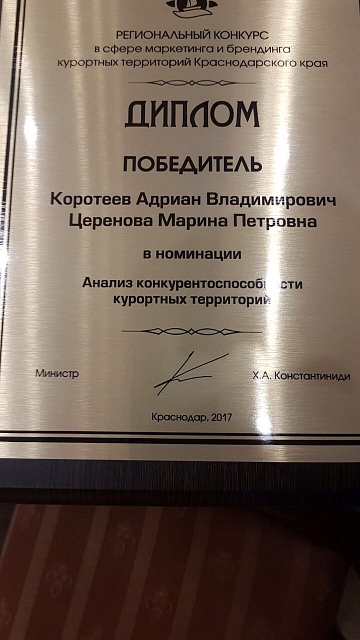 РЕГИОНАЛЬНЫЙ КОНКУРС
в сфере маркетинга и брендинга
курортных территорий Краснодарского края
ДИПЛОМ
ПОБЕДИТЕЛЬ
Коротеев Адриан Владимирович
Церенова Марина Петровна
в номинации
Анализ конкурентоспособности
курортных территорий
Министр
Х.А. Константиниди
Краснодар, 2017